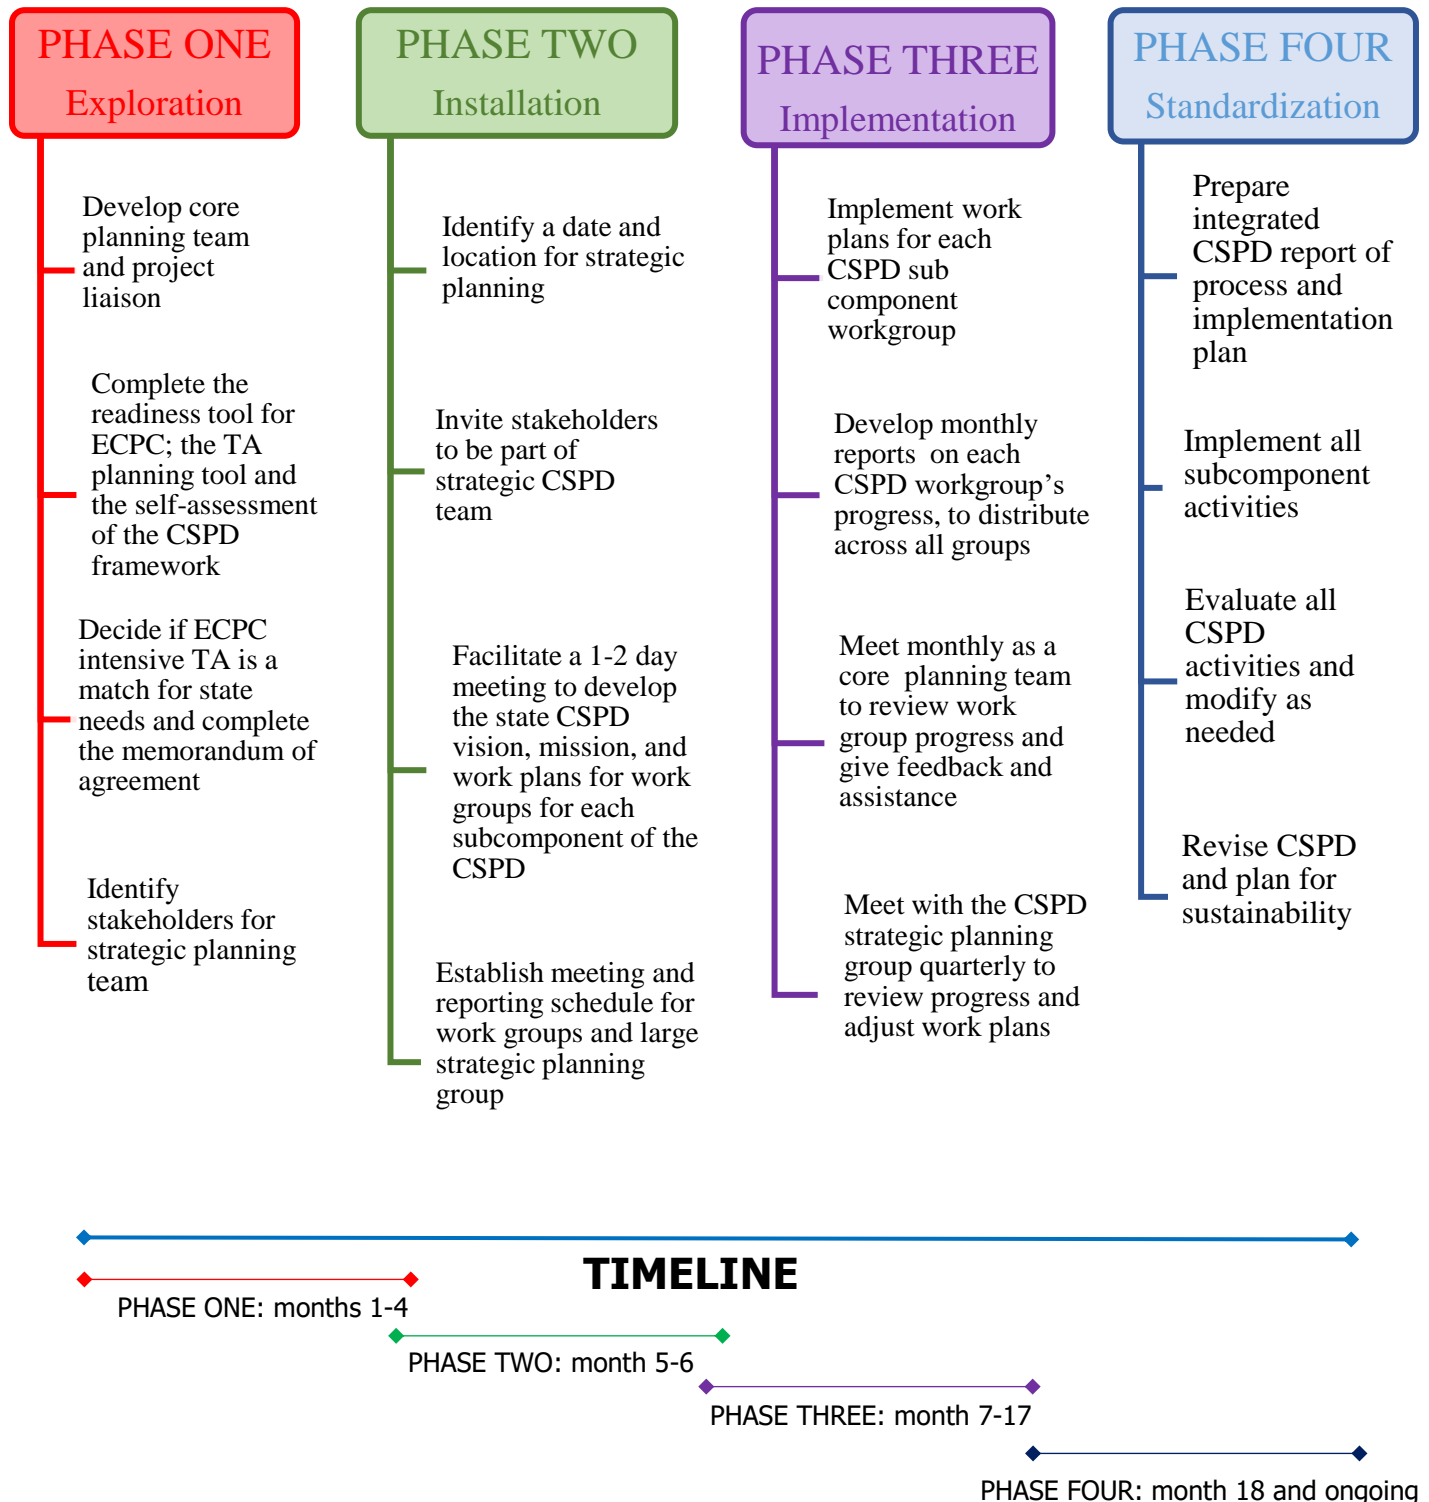 PHASE ONE
Exploration
Develop core
planning team
and project
liaison
Complete the
readiness tool for
ECPC; the TA
planning tool and
the self-assessment
of the CSPD
framework
Decide if ECPC
intensive TA is a
match for state
needs and complete
the memorandum of
agreement
Identify
stakeholders for
strategic planning
team
PHASE TWO
Installation
Identify a date and
location for strategic
planning
Invite stakeholders
to be part of
strategic CSPD
team
Facilitate a 1-2 day
meeting to develop
the state CSPD
vision, mission, and
work plans for work
groups for each
subcomponent of the
CSPD
Establish meeting and
reporting schedule for
work groups and large
strategic planning
group
PHASE THREE
Implementation
Implement work
plans for each
CSPD sub
component
workgroup
Develop monthly
reports on each
CSPD workgroup’s
progress, to distribute
across all groups
Meet monthly as a
core planning team
to review work
group progress and
give feedback and
assistance
Meet with the CSPD
strategic planning
group quarterly to
review progress and
adjust work plans
PHASE FOUR
Standardization
Prepare
integrated
CSPD report of
process and
implementation
plan
Implement all
subcomponent
activities
Evaluate all
CSPD
activities and
modify as
needed
Revise CSPD
and plan for
sustainability
TIMELINE
PHASE ONE: months 1-4
PHASE TWO: month 5-6
PHASE THREE: month 7-17
PHASE FOUR: month 18 and ongoing